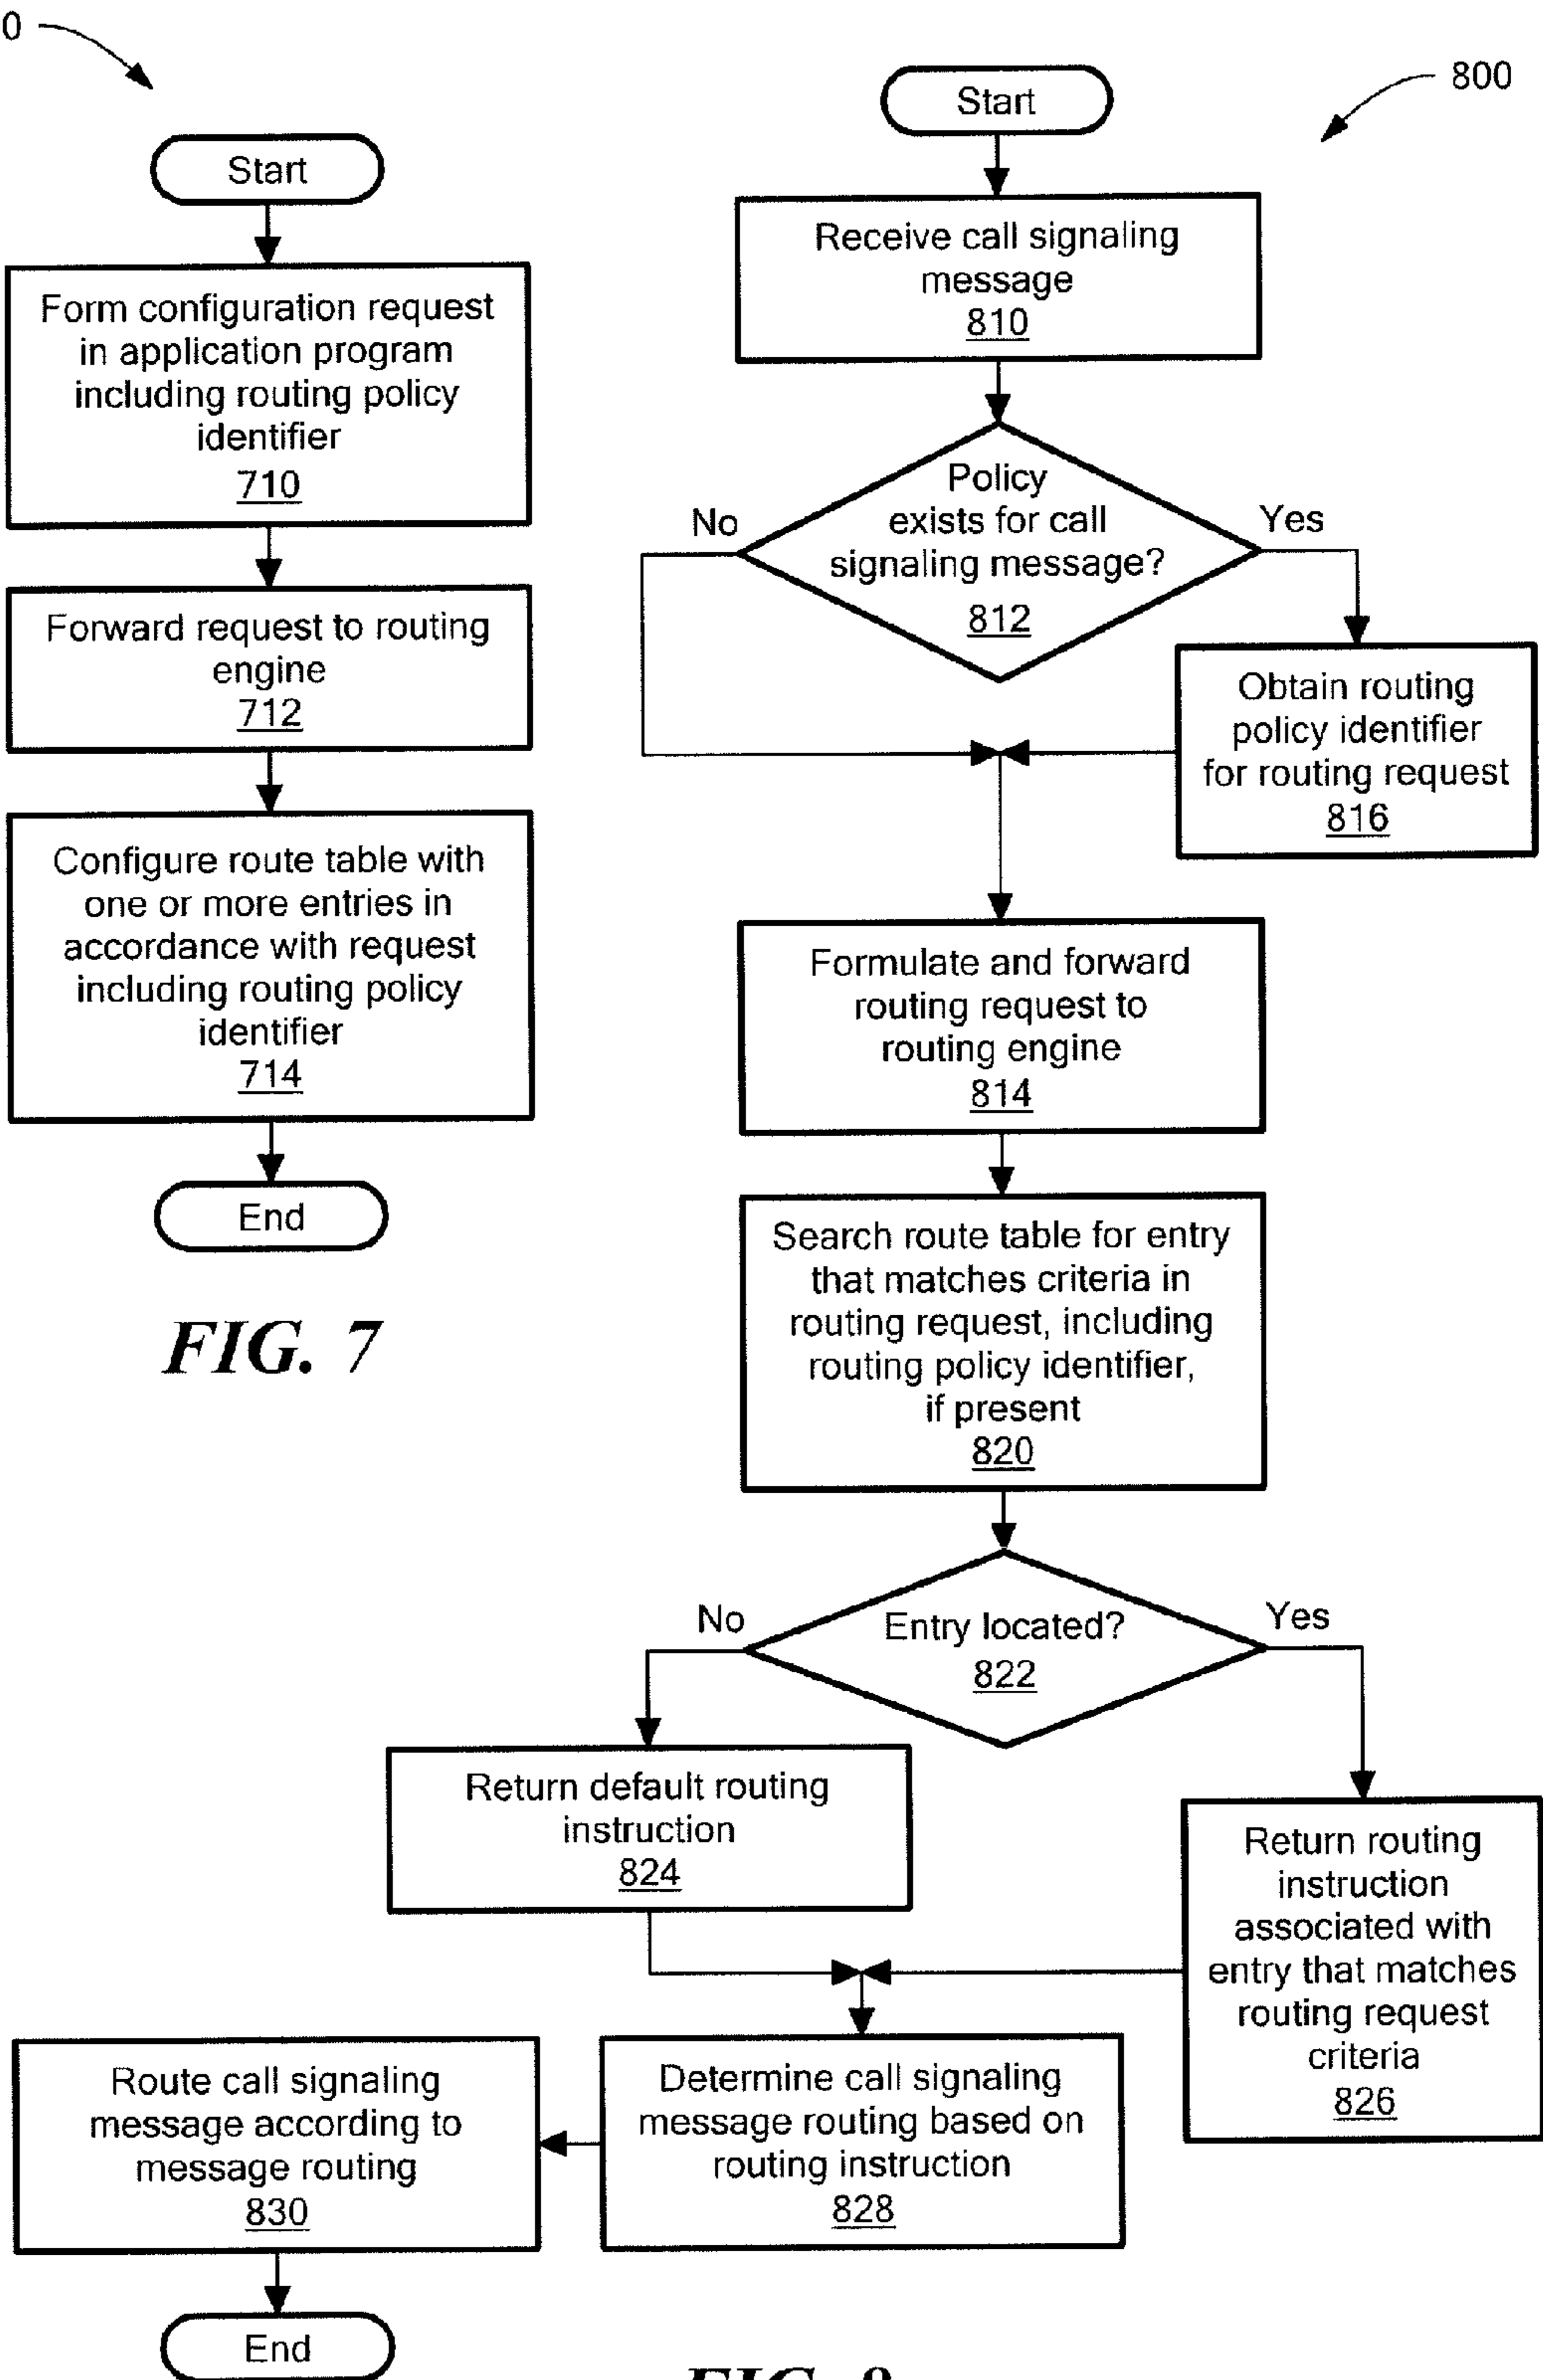 0
Start
Form configuration request
in application program
including routing policy
identifier
710
Forward request to routing
engine
712
Configure route table with
one or more entries in
accordance with request
including routing policy
identifier
714
End
FIG. 7
800
Start
Receive call signaling
message
810
Policy
exists for call
signaling message?
812
No
Yes
Obtain routing
policy identifier
for routing request
816
Formulate and forward
routing request to
routing engine
814
Search route table for entry
that matches criteria in
routing request, including
routing policy identifier,
if present
820
Entry located?
822
No
Yes
Return default routing
instruction
824
Return routing
instruction
associated with
entry that matches
routing request
criteria
826
Determine call signaling
message routing based on
routing instruction
828
Route call signaling
message according to
message routing
830
End